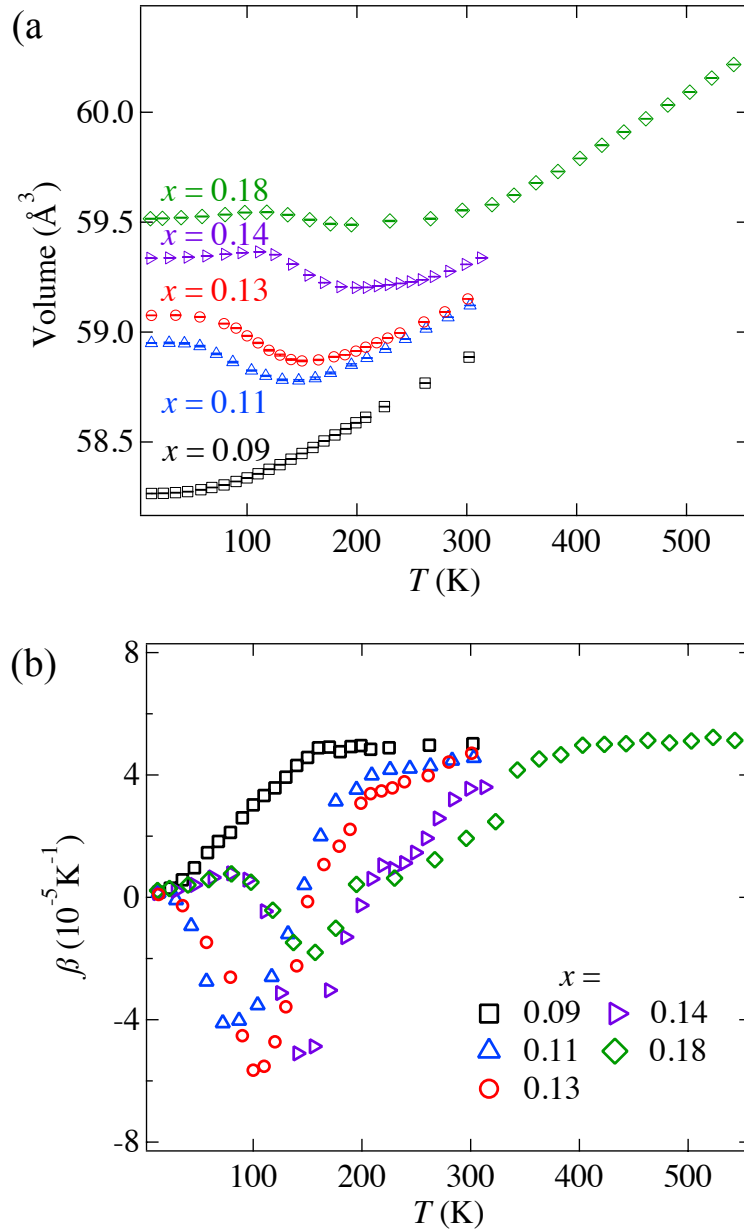 (a)
60.0
59.5
59.0
58.5
Volume (Å³)
x = 0.18
x = 0.14
x = 0.13
x = 0.11
x = 0.09
100 200 300 400 500
T (K)
(b)
8
4
0
-4
-8
β (10⁻⁵K⁻¹)
x =
0.09 0.14
0.11 0.18
0.13
100 200 300 400 500
T (K)